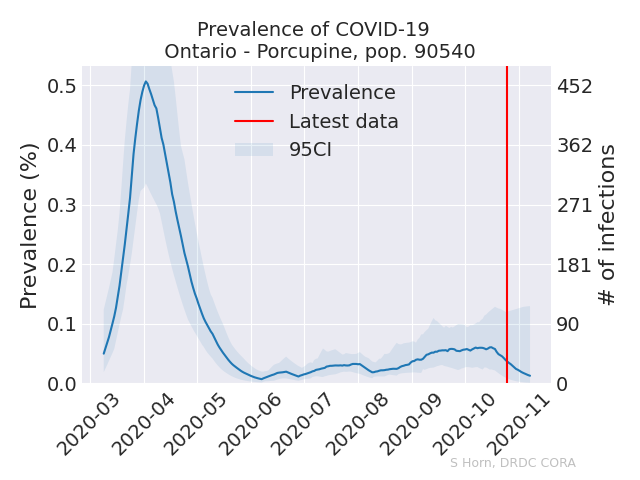 Prevalence of COVID-19
Ontario - Porcupine, pop. 90540
Prevalence
Latest data
95CI
Prevalence (%)
0.5
0.4
0.3
0.2
0.1
0.0
452
362
271
181
90
0
# of infections
2020-03
2020-04
2020-05
2020-06
2020-07
2020-08
2020-09
2020-10
2020-11
S Horn, DRDC CORA